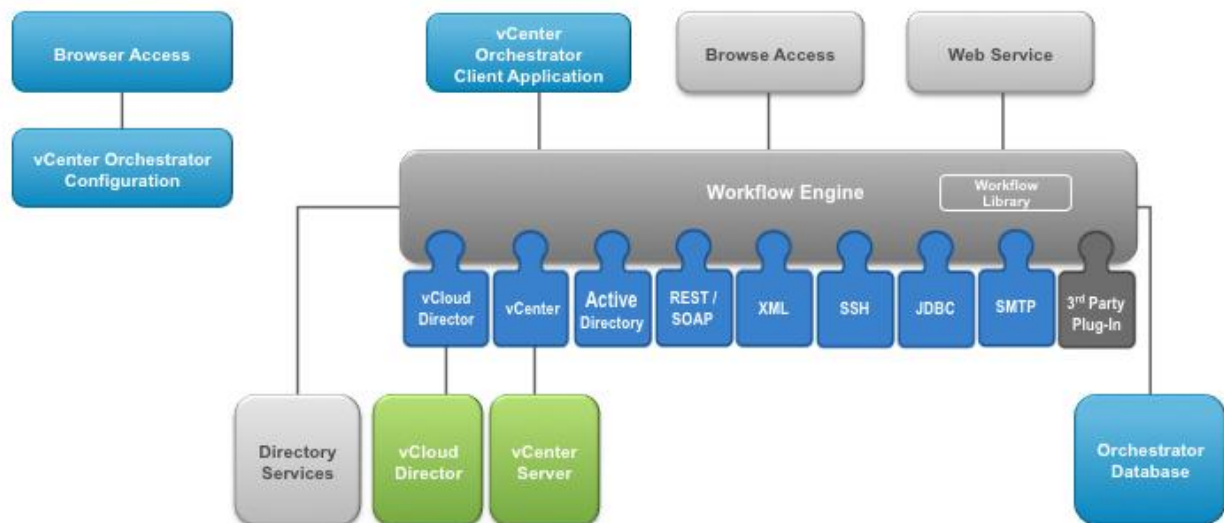 Browser Access
vCenter Orchestrator
Configuration
vCenter
Orchestrator
Client Application
Browse Access
Web Service
Workflow Engine
Workflow
Library
vCloud
Director
vCenter
Active
Directory
REST /
SOAP
XML
SSH
JDBC
SMTP
3rd Party
Plug-In
Directory
Services
vCloud
Director
vCenter
Server
Orchestrator
Database